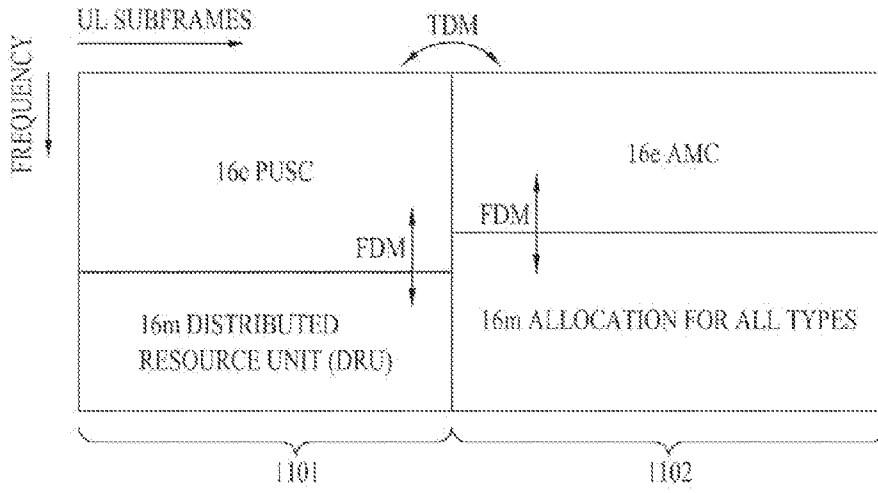 UL SUBFRAMES
TDM
FREQUENCY
16e PUSC
16e AMC
FDM
FDM
16m DISTRIBUTED
RESOURCE UNIT (DRU)
16m ALLOCATION FOR ALL TYPES
1101
1102